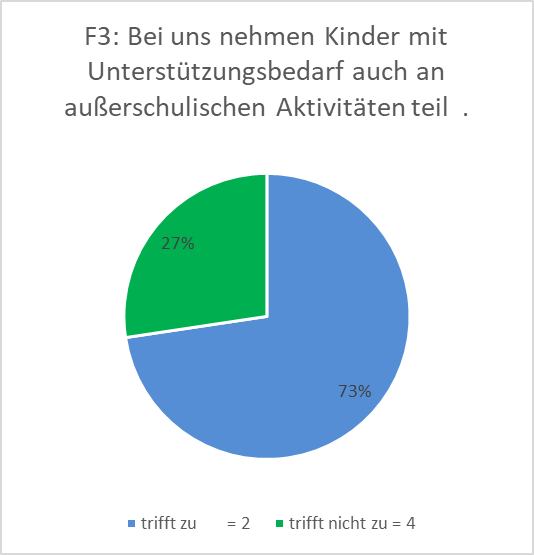 F3: Bei uns nehmen Kinder mit
Unterstützungsbedarf auch an
außerschulischen Aktivitäten teil .
27%
73%
trifft zu = 2 trifft nicht zu = 4